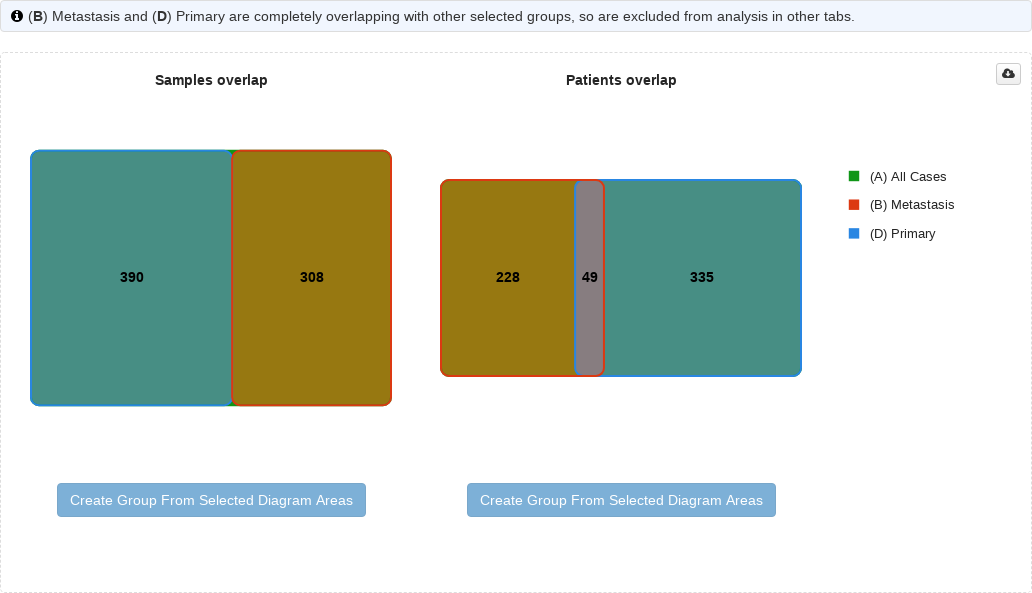 (B) Metastasis and (D) Primary are completely overlapping with other selected groups, so are excluded from analysis in other tabs.
Samples overlap
Patients overlap
390
308
228
49
335
(A) All Cases
(B) Metastasis
(D) Primary
Create Group From Selected Diagram Areas
Create Group From Selected Diagram Areas